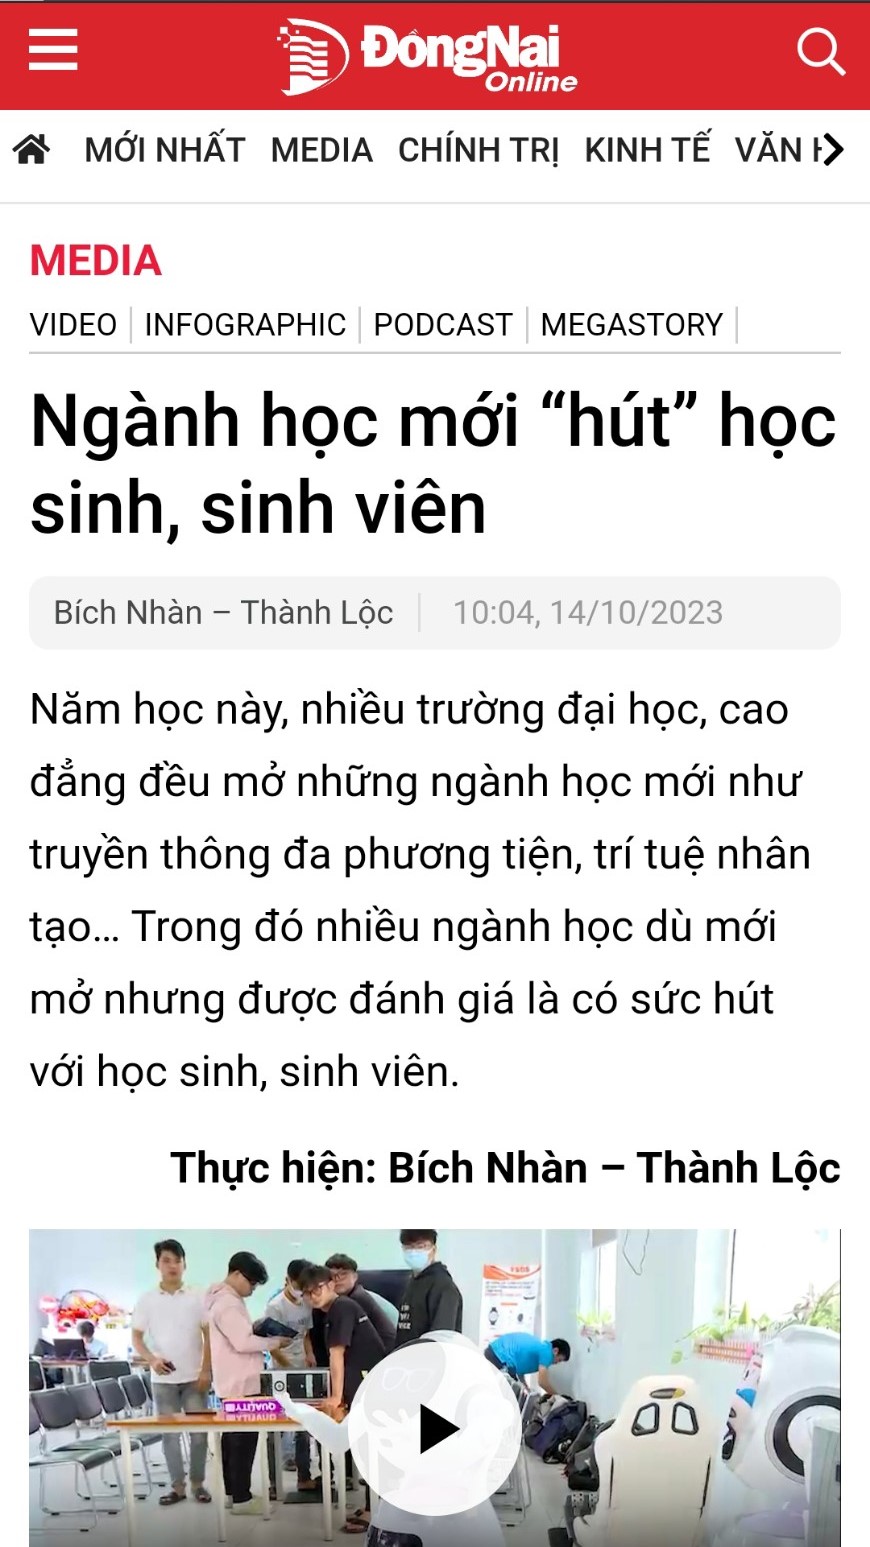 ĐồngNai
Online
MỚI NHẤT MEDIA CHÍNH TRỊ KINH TẾ VĂN
MEDIA
VIDEO INFOGRAPHIC PODCAST MEGASTORY
Ngành học mới “hút” học
sinh, sinh viên
Bích Nhàn – Thành Lộc 10:04, 14/10/2023
Năm học này, nhiều trường đại học, cao
đẳng đều mở những ngành học mới như
truyền thông đa phương tiện, trí tuệ nhân
tạo... Trong đó nhiều ngành học dù mới
mở nhưng được đánh giá là có sức hút
với học sinh, sinh viên.
Thực hiện: Bích Nhàn – Thành Lộc
QUALITY